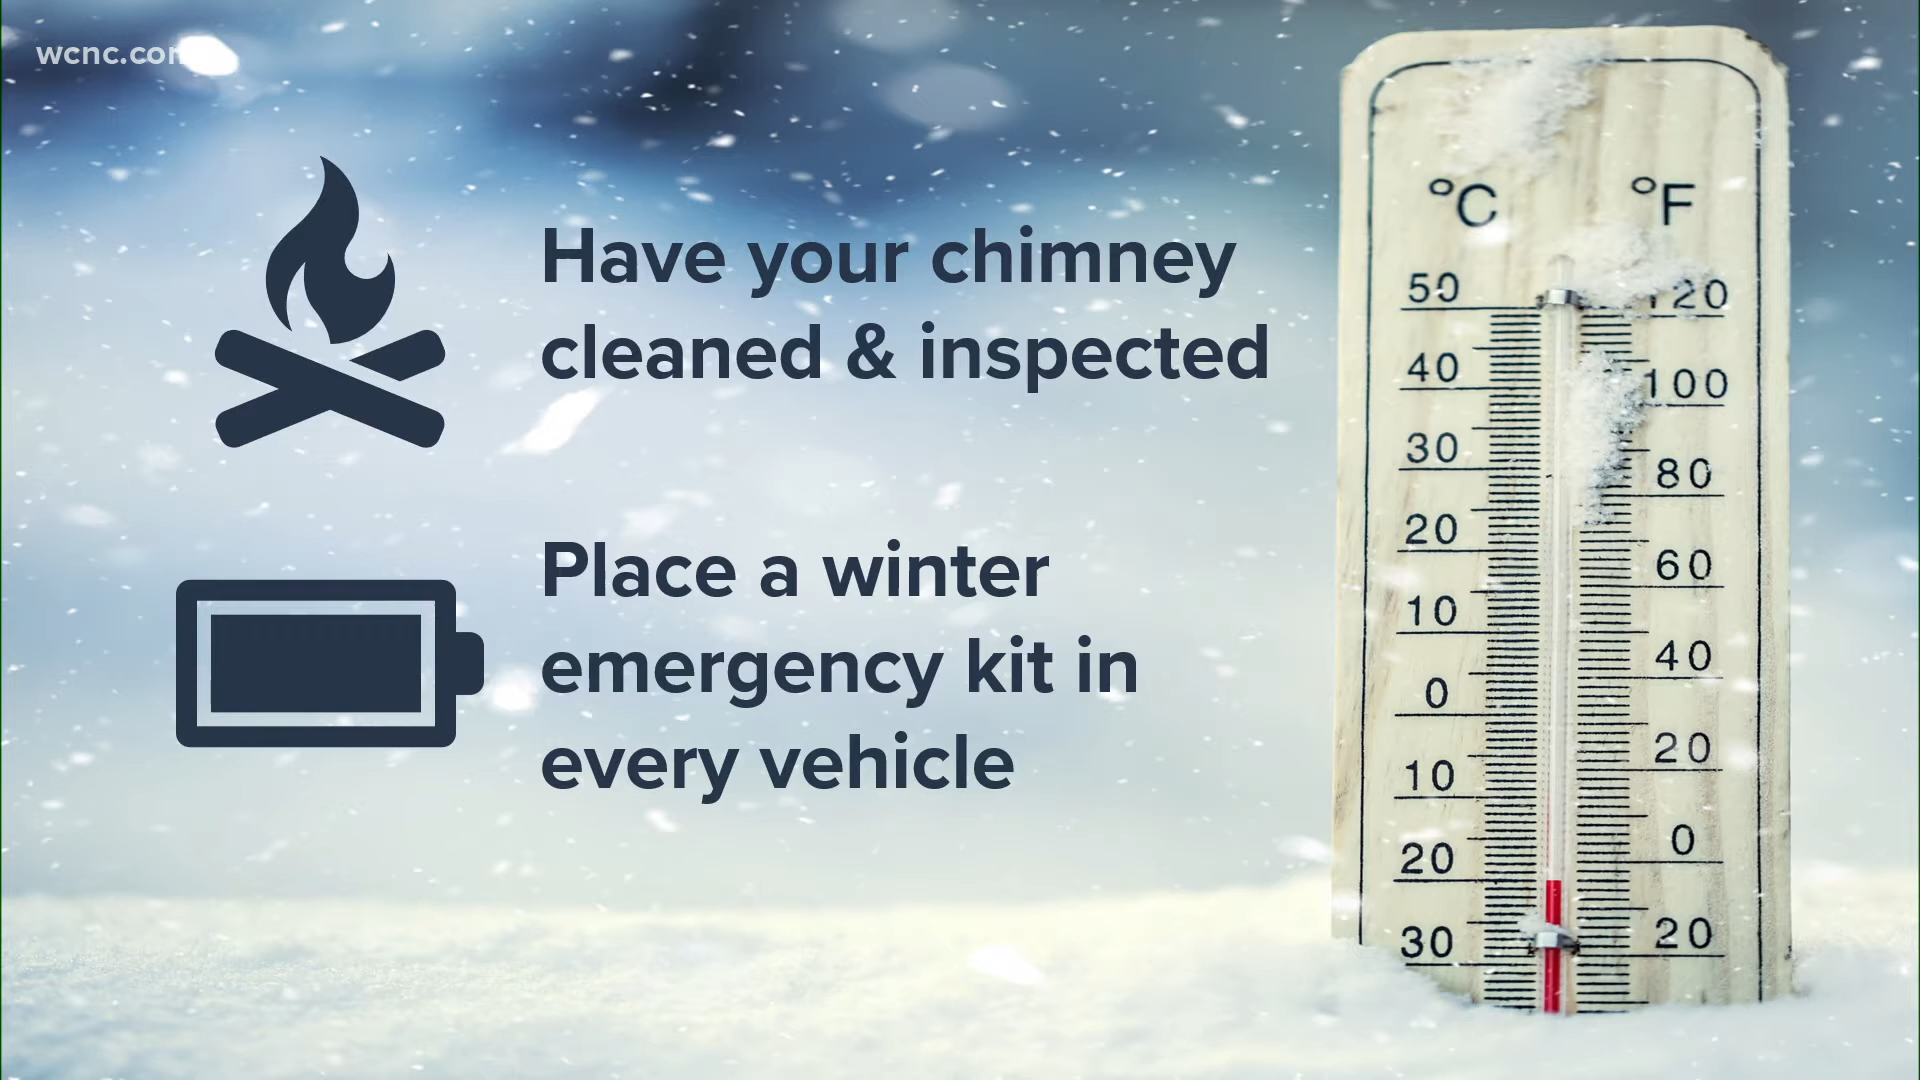 wcnc.com
Have your chimney
cleaned & inspected
Place a winter
emergency kit in
every vehicle
°C °F
50 120
40 100
30 80
20 60
10 40
0 20
10 0
20 20
30